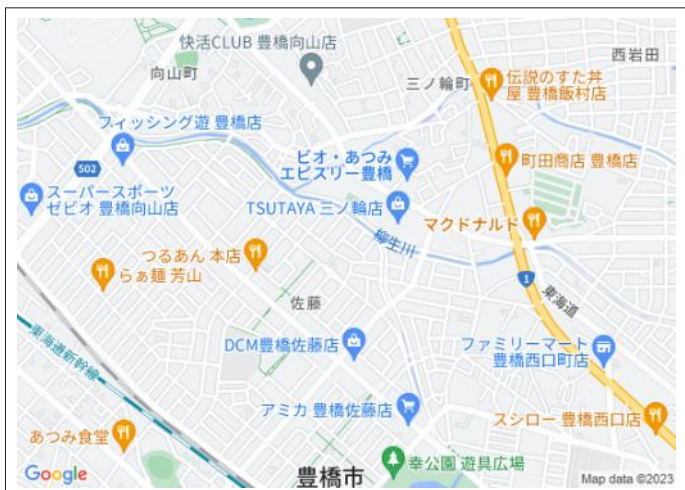 快活CLUB 豊橋向山店
西岩田
向山町
三ノ輪町
伝説のすた丼
屋 豊橋飯村店
フィッシング遊 豊橋店
ビオ・あつみ
エピスリー豊橋
町田商店 豊橋店
502
スーパースポーツ
ゼビオ 豊橋向山店
TSUTAYA 三ノ輪店
マクドナルド
柳生川
つるあん 本店
らぁ麺 芳山
1
東海道
佐藤
DCM豊橋佐藤店
ファミリーマート
豊橋西口町店
東海道新幹線
アミカ 豊橋佐藤店
スシロー 豊橋西口店
あつみ食堂
幸公園 遊具広場
豊橋市
Google
Map data ©2023